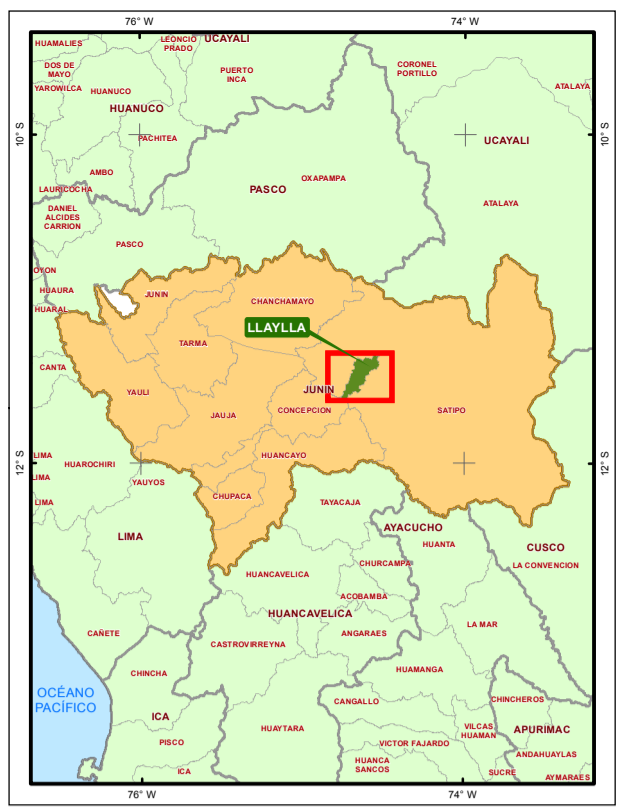 76° W
74° W
HUAMALIES
LEONCIO
PRADO
UCAYALI
DOS DE
MAYO
PUERTO
INCA
CORONEL
PORTILLO
YAROWILCA
HUANUCO
ATALAYA
HUANUCO
10° S
10° S
PACHITEA
UCAYALI
AMBO
OXAPAMPA
LAURICOCHA
PASCO
ATALAYA
DANIEL
ALCIDES
CARRION
PASCO
OYON
HUAURA
JUNIN
CHANCHAMAYO
HUARAL
LLAYLLA
TARMA
CANTA
YAULI
JUNIN
JAUJA
CONCEPCION
SATIPO
LIMA
HUAROCHIRI
HUANCAYO
12° S
12° S
LIMA
YAUYOS
LIMA
CHUPACA
TAYACAJA
LIMA
AYACUCHO
HUANTA
CUSCO
LA CONVENCION
HUANCAVELICA
CHURCAMPA
ACOBAMBA
HUANCAVELICA
LA MAR
CAÑETE
ANGARAES
CASTROVIRREYNA
CHINCHA
HUAMANGA
OCÉANO
PACÍFICO
CANGALLO
CHINCHEROS
ICA
HUAYTARA
VILCAS
HUAMAN
APURIMAC
PISCO
VICTOR FAJARDO
ANDAHUAYLAS
ICA
HUANCA
SANCOS
SUCRE
AYMARAES
76° W
74° W